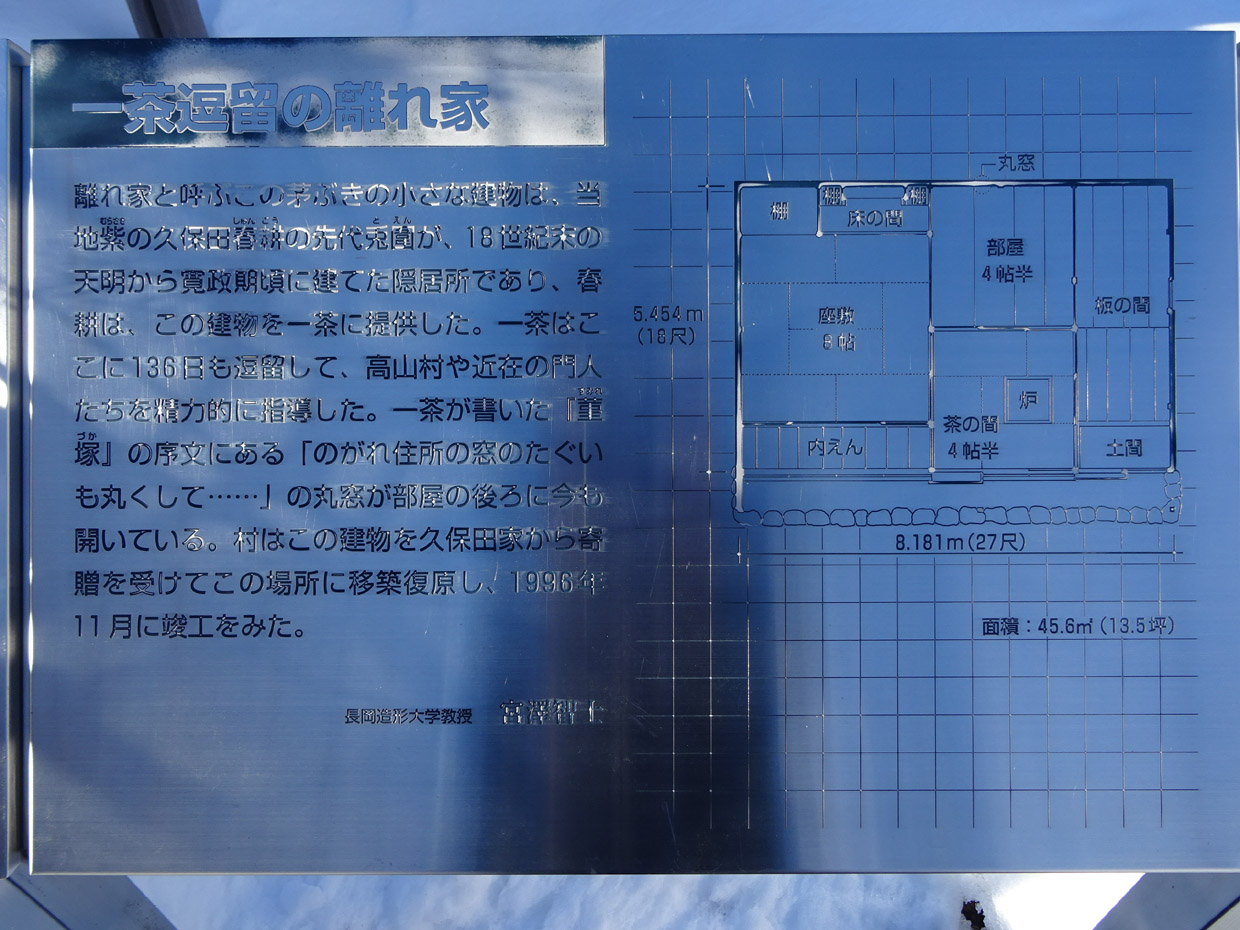 一茶逗留の離れ家
離れ家と呼ぶこの茅ぶきの小さな建物は、当
地紫の久保田春耕の先代兎園が、18世紀末の
天明から寛政期頃に建てた隠居所であり、春
耕は、この建物を一茶に提供した。一茶はこ
こに136日も逗留して、高山村や近在の門人
たちを精力的に指導した。一茶が書いた『菫
塚』の序文にある「のがれ住所の窓のたぐい
も丸くして……」の丸窓が部屋の後ろに今も
開いている。村はこの建物を久保田家から寄
贈を受けてこの場所に移築復原し、1996年
11月に竣工をみた。
長岡造形大学教授 宮澤智士
丸窓
棚
棚
棚
床の間
部屋
4帖半
板の間
座敷
8帖
5.454m
(18尺)
炉
茶の間
4帖半
内えん
土間
8.181m(27尺)
面積：45.6㎡(13.5坪)